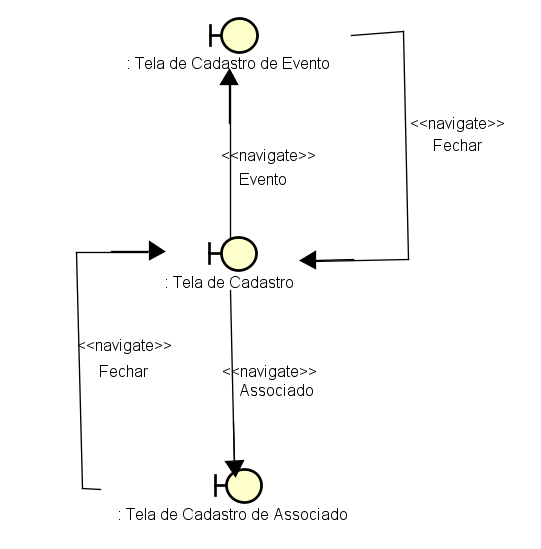 : Tela de Cadastro de Evento
<<navigate>>
Fechar
<<navigate>>
Evento
: Tela de Cadastro
<<navigate>>
Fechar
<<navigate>>
Associado
: Tela de Cadastro de Associado